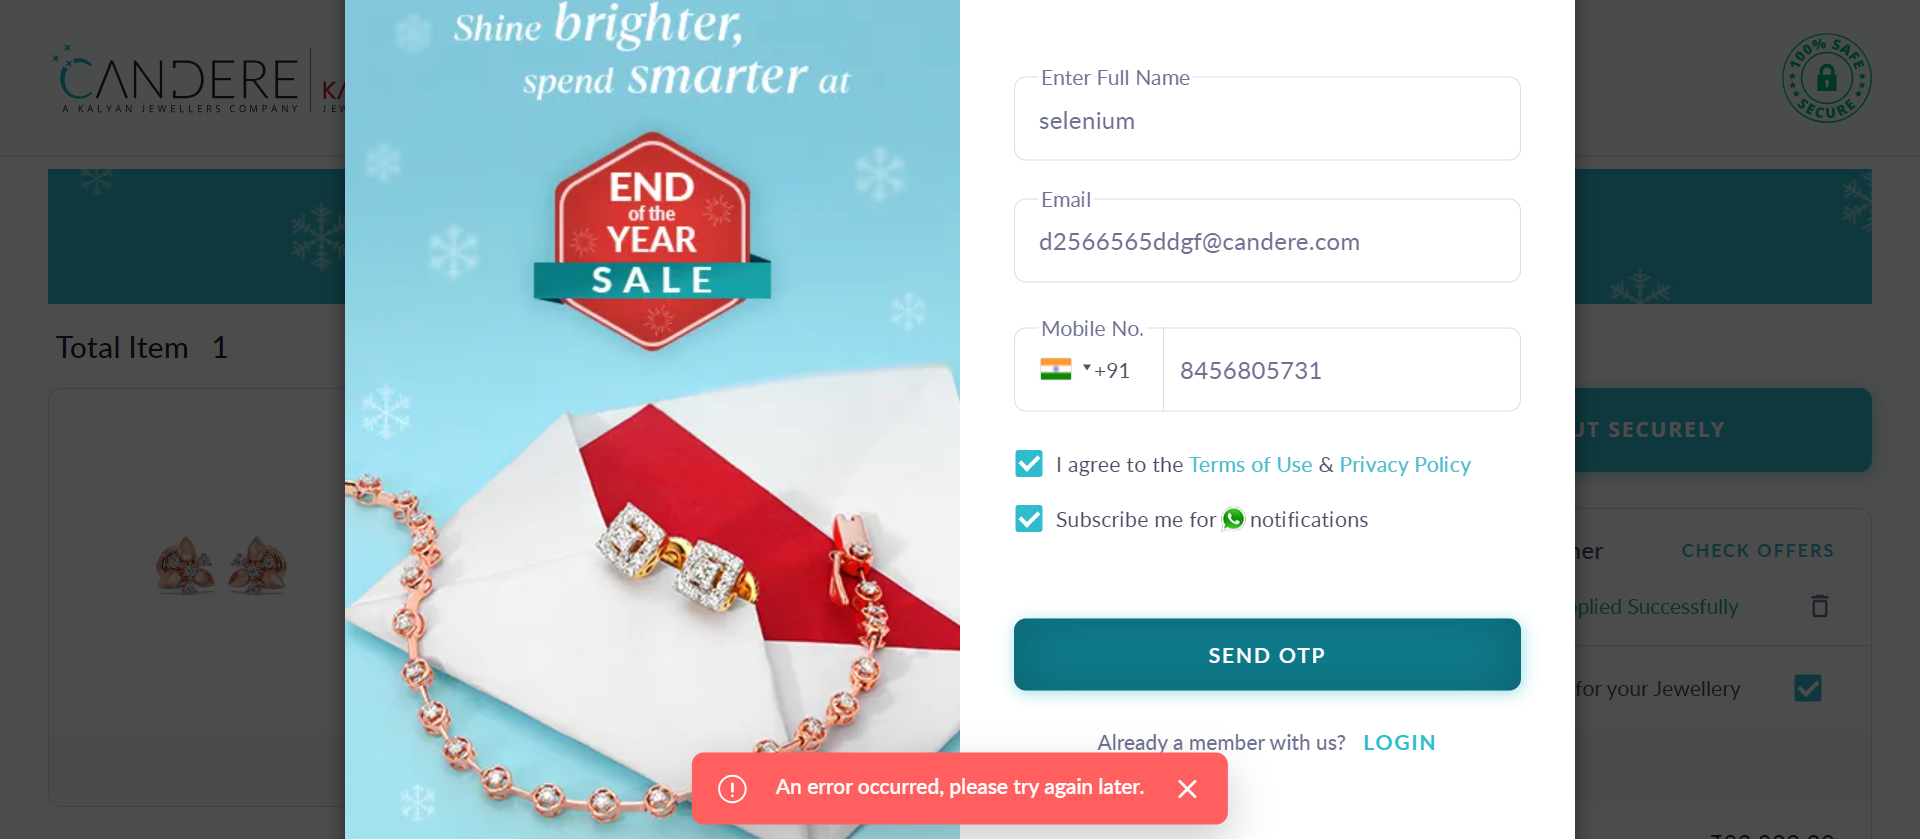 Shine brighter,
spend smarter at
END
of the
YEAR
SALE
CANDERE
A KALYAN JEWELLERS COMPANY
100% SAFE
SECURE
Total Item 1
Enter Full Name
selenium
Email
d2566565ddgf@candere.com
Mobile No.
+91 8456805731
I agree to the Terms of Use & Privacy Policy
Subscribe me for notifications
SEND OTP
Already a member with us? LOGIN
An error occurred, please try again later.
UT SECURELY
CHECK OFFERS
plied Successfully
for your Jewellery